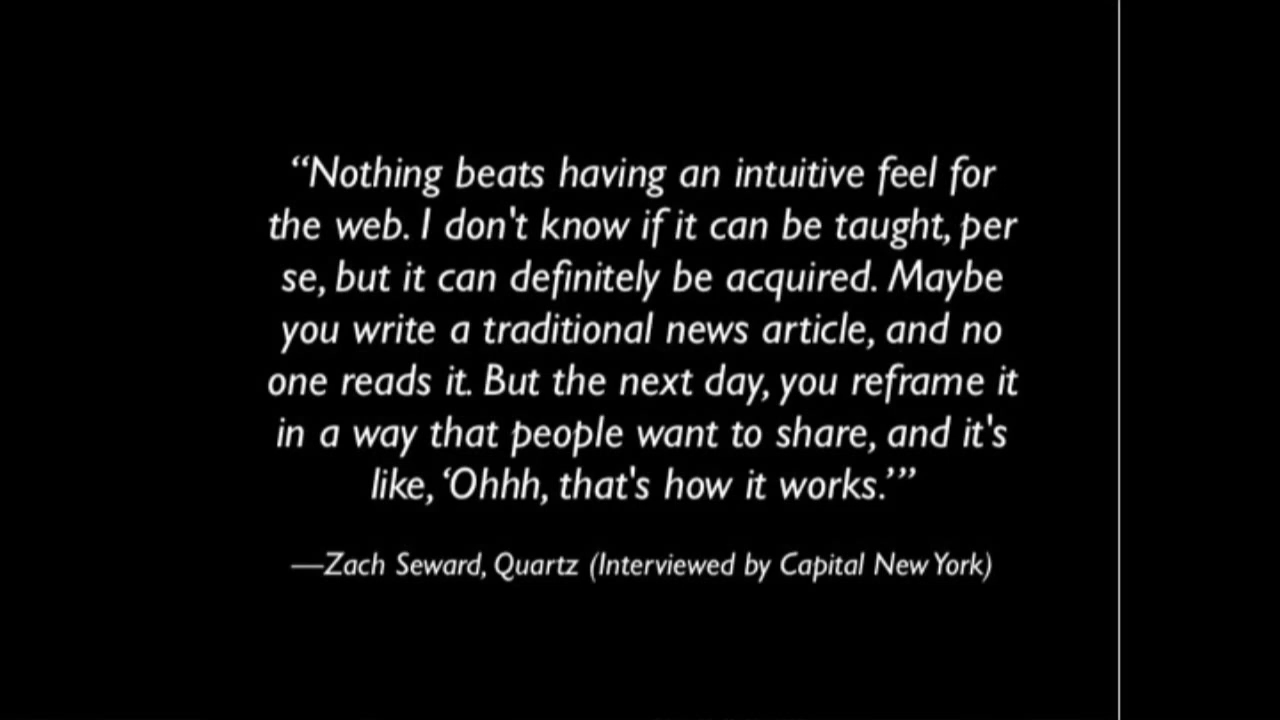 “Nothing beats having an intuitive feel for
the web. I don't know if it can be taught, per
se, but it can definitely be acquired. Maybe
you write a traditional news article, and no
one reads it. But the next day, you reframe it
in a way that people want to share, and it's
like, ‘Ohhh, that's how it works.’”
—Zach Seward, Quartz (Interviewed by Capital New York)